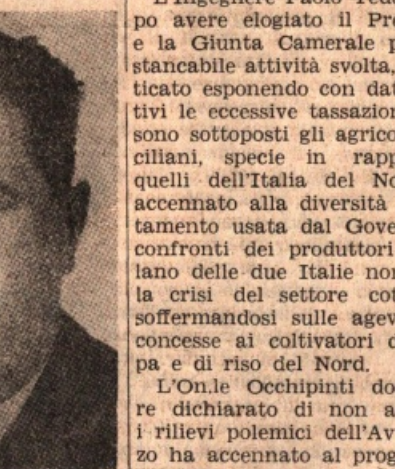 po avere elogiato il Pre
e la Giunta Camerale p
stancabile attività svolta,
ticato esponendo con dat
tivi le eccessive tassazion
sono sottoposti gli agrico
ciliani, specie in rapp
quelli dell'Italia del No
accennato alla diversità
tamento usata dal Gove
confronti dei produttori
lano delle due Italie nor
la crisi del settore cot
soffermandosi sulle agev
concesse ai coltivatori d
pa e di riso del Nord.
L'On.le Occhipinti do
re dichiarato di non a
i rilievi polemici dell'Av
zo ha accennato al prog